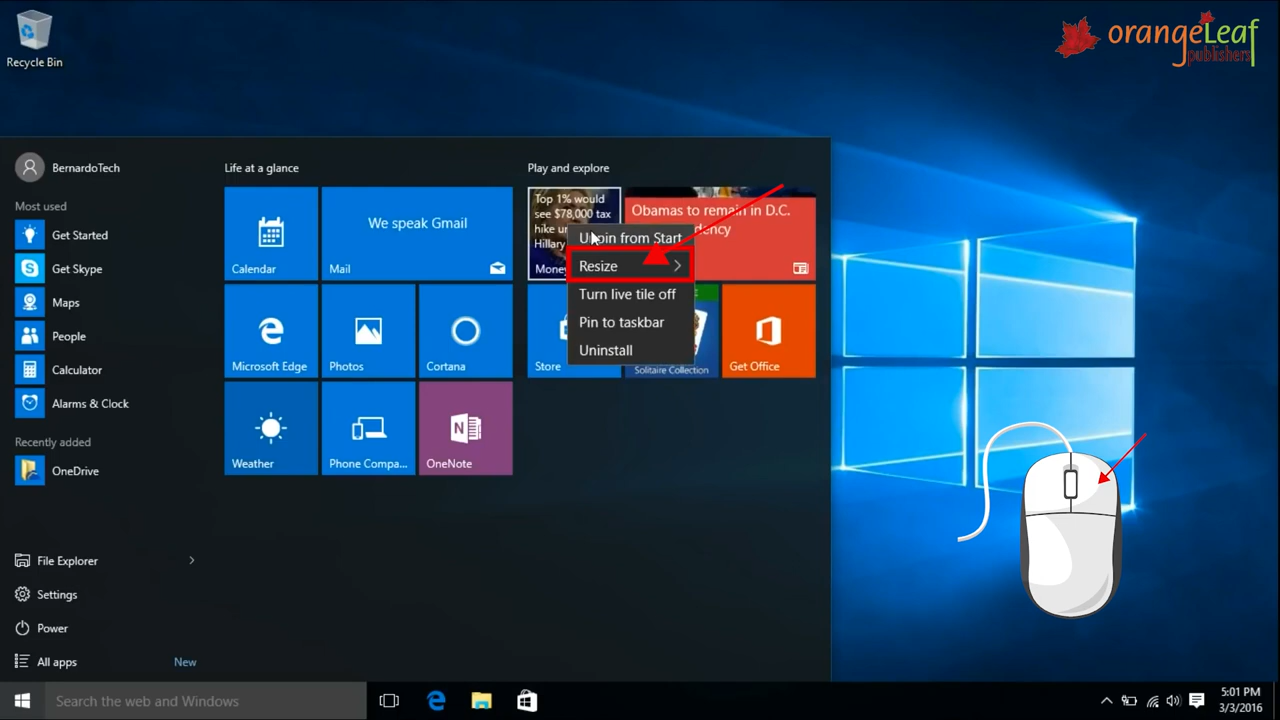 Recycle Bin
orangeLeaf
publishers
BernardoTech
Most used
Get Started
Get Skype
Maps
People
Calculator
Alarms & Clock
Recently added
OneDrive
File Explorer
Settings
Power
All apps
New
Life at a glance
Calendar
We speak Gmail
Mail
Microsoft Edge
Photos
Cortana
Weather
Phone Compa...
OneNote
Play and explore
Top 1% would
see $78,000 tax
hike un
Hillary
Money
Obamas to remain in D.C.
dency
Unpin from Start
Resize
Turn live tile off
Pin to taskbar
Uninstall
Store
Solitaire Collection
Get Office
Search the web and Windows
5:01 PM
3/3/2016